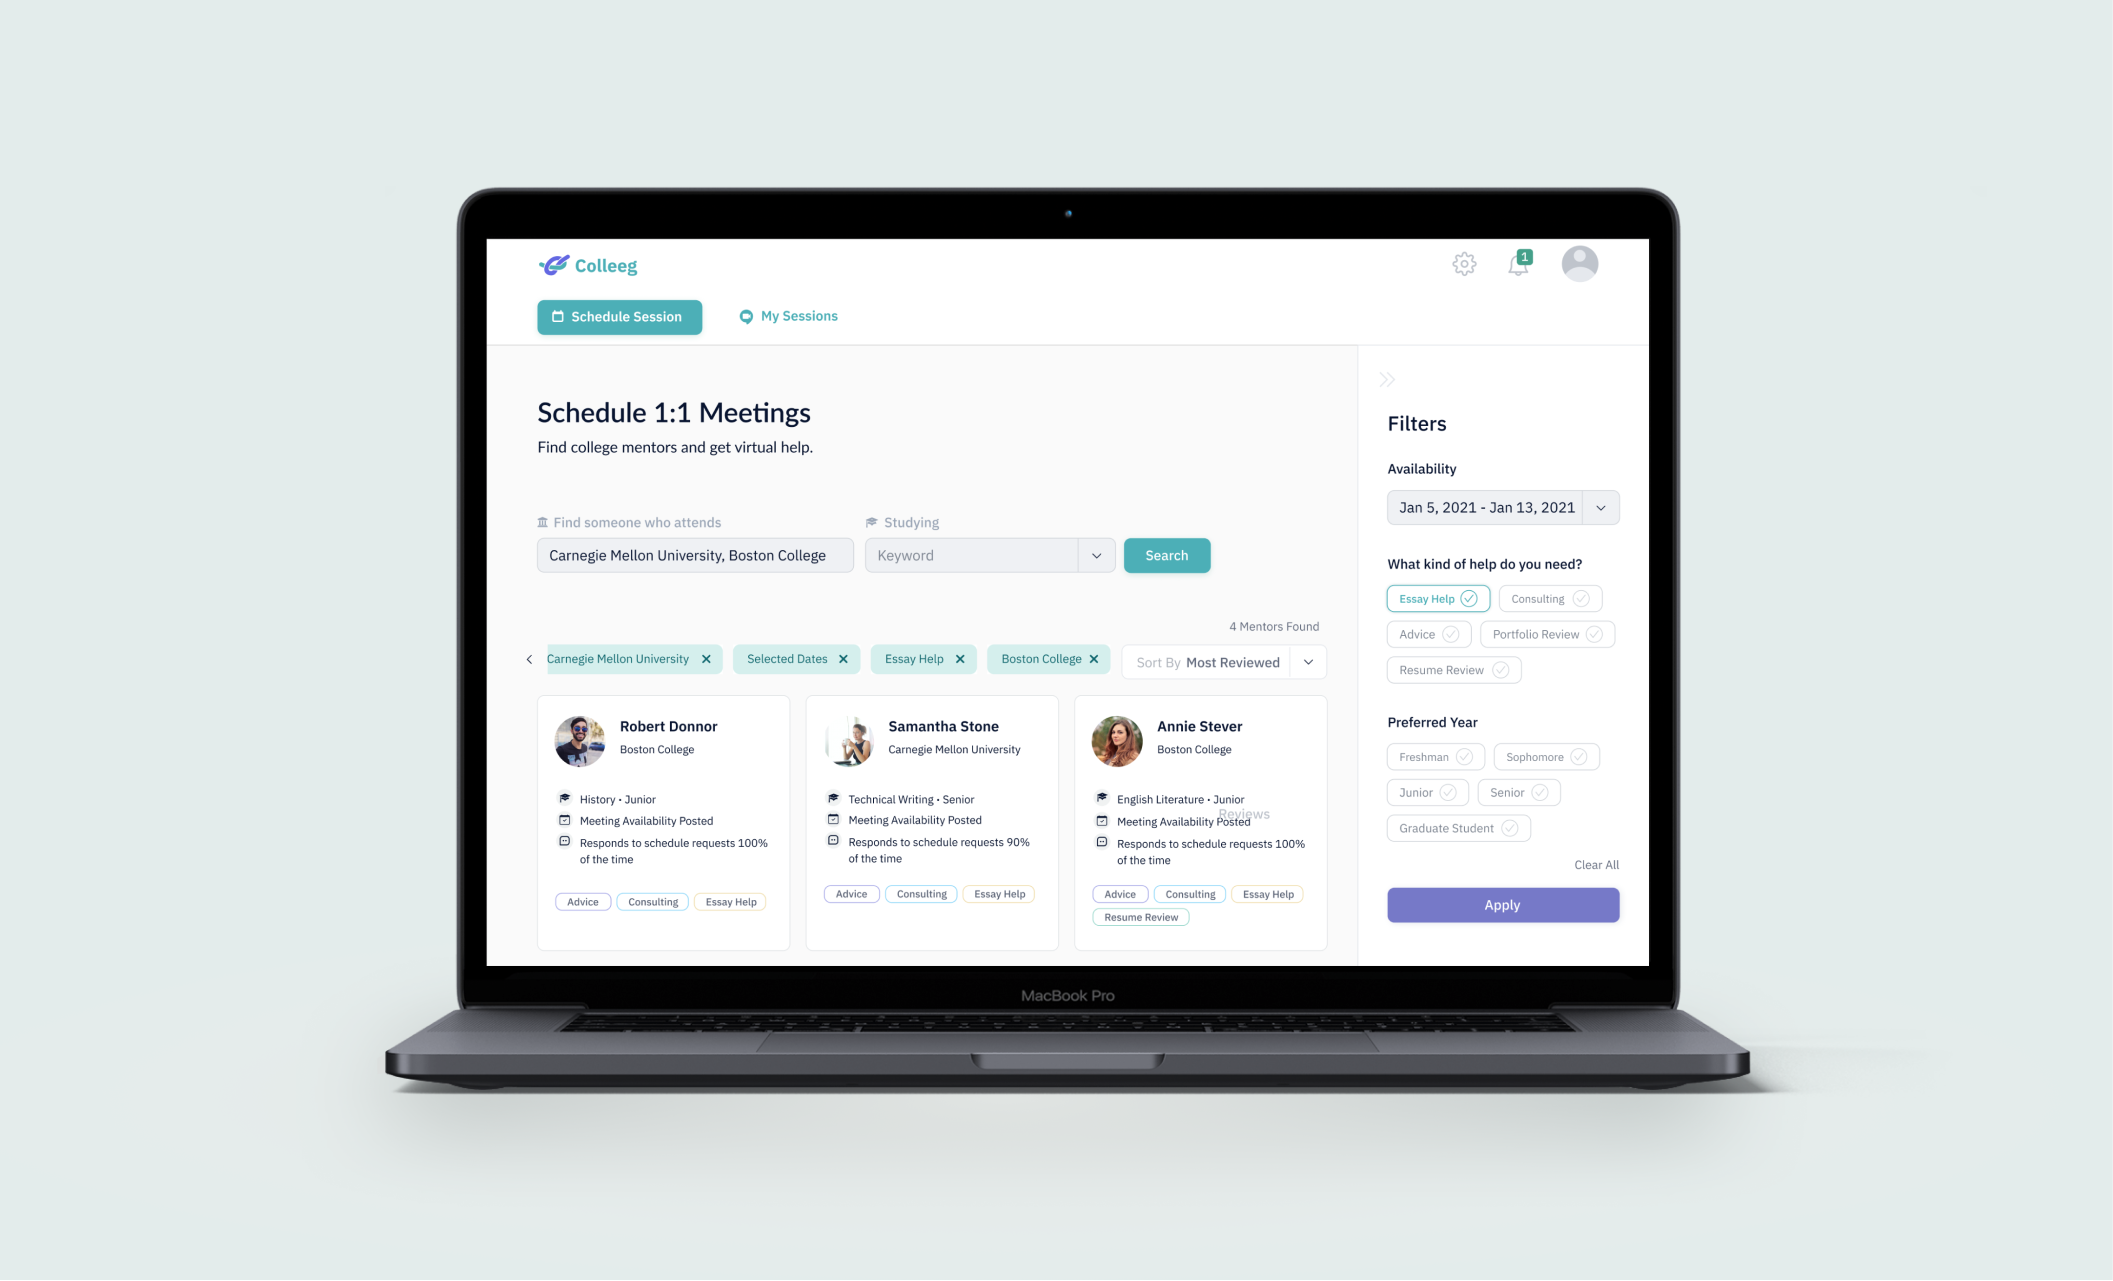 Colleeg
1
Schedule Session
My Sessions
Schedule 1:1 Meetings
Find college mentors and get virtual help.
Find someone who attends
Studying
Carnegie Mellon University, Boston College
Keyword
Search
4 Mentors Found
Carnegie Mellon University
Selected Dates
Essay Help
Boston College
Sort By Most Reviewed
Robert Donnor
Boston College
History • Junior
Meeting Availability Posted
Responds to schedule requests 100%
of the time
Advice
Consulting
Essay Help
Samantha Stone
Carnegie Mellon University
Technical Writing • Senior
Meeting Availability Posted
Responds to schedule requests 90%
of the time
Advice
Consulting
Essay Help
Annie Stever
Boston College
English Literature • Junior
Reviews
Meeting Availability Posted
Responds to schedule requests 100%
of the time
Advice
Consulting
Essay Help
Resume Review
Filters
Availability
Jan 5, 2021 - Jan 13, 2021
What kind of help do you need?
Essay Help
Consulting
Advice
Portfolio Review
Resume Review
Preferred Year
Freshman
Sophomore
Junior
Senior
Graduate Student
Clear All
Apply
MacBook Pro